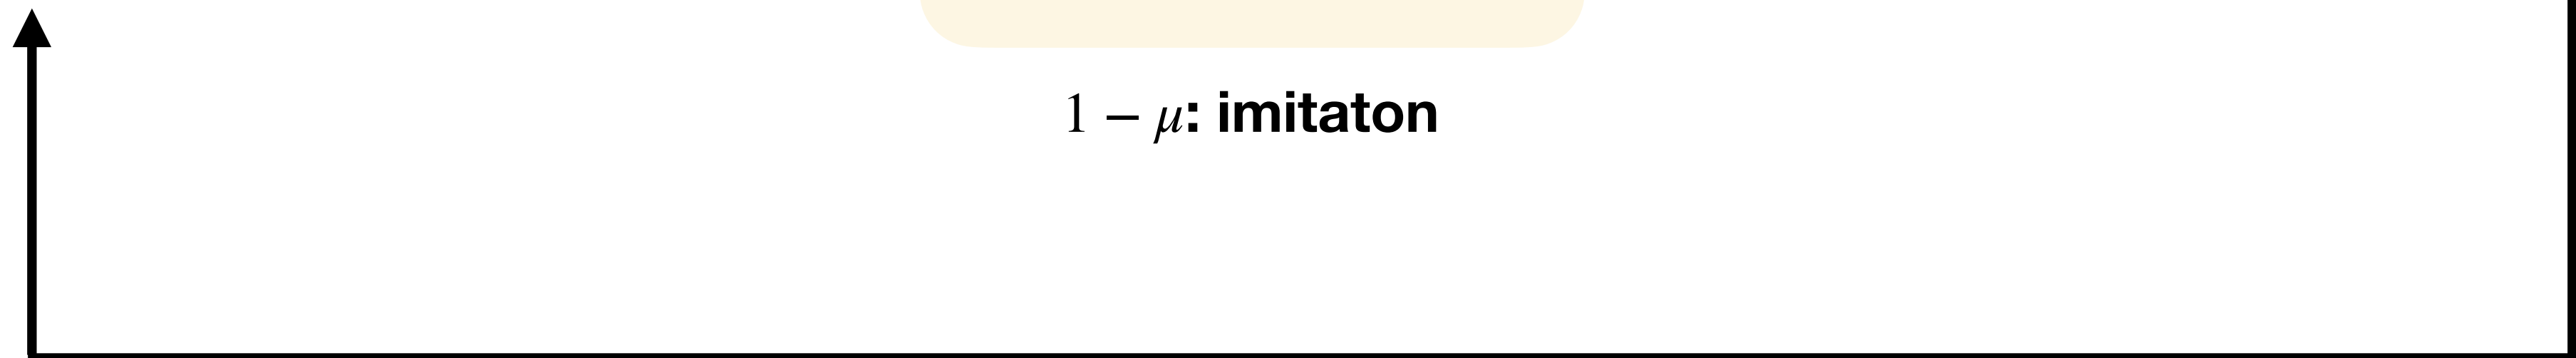 1 − μ: imitaton